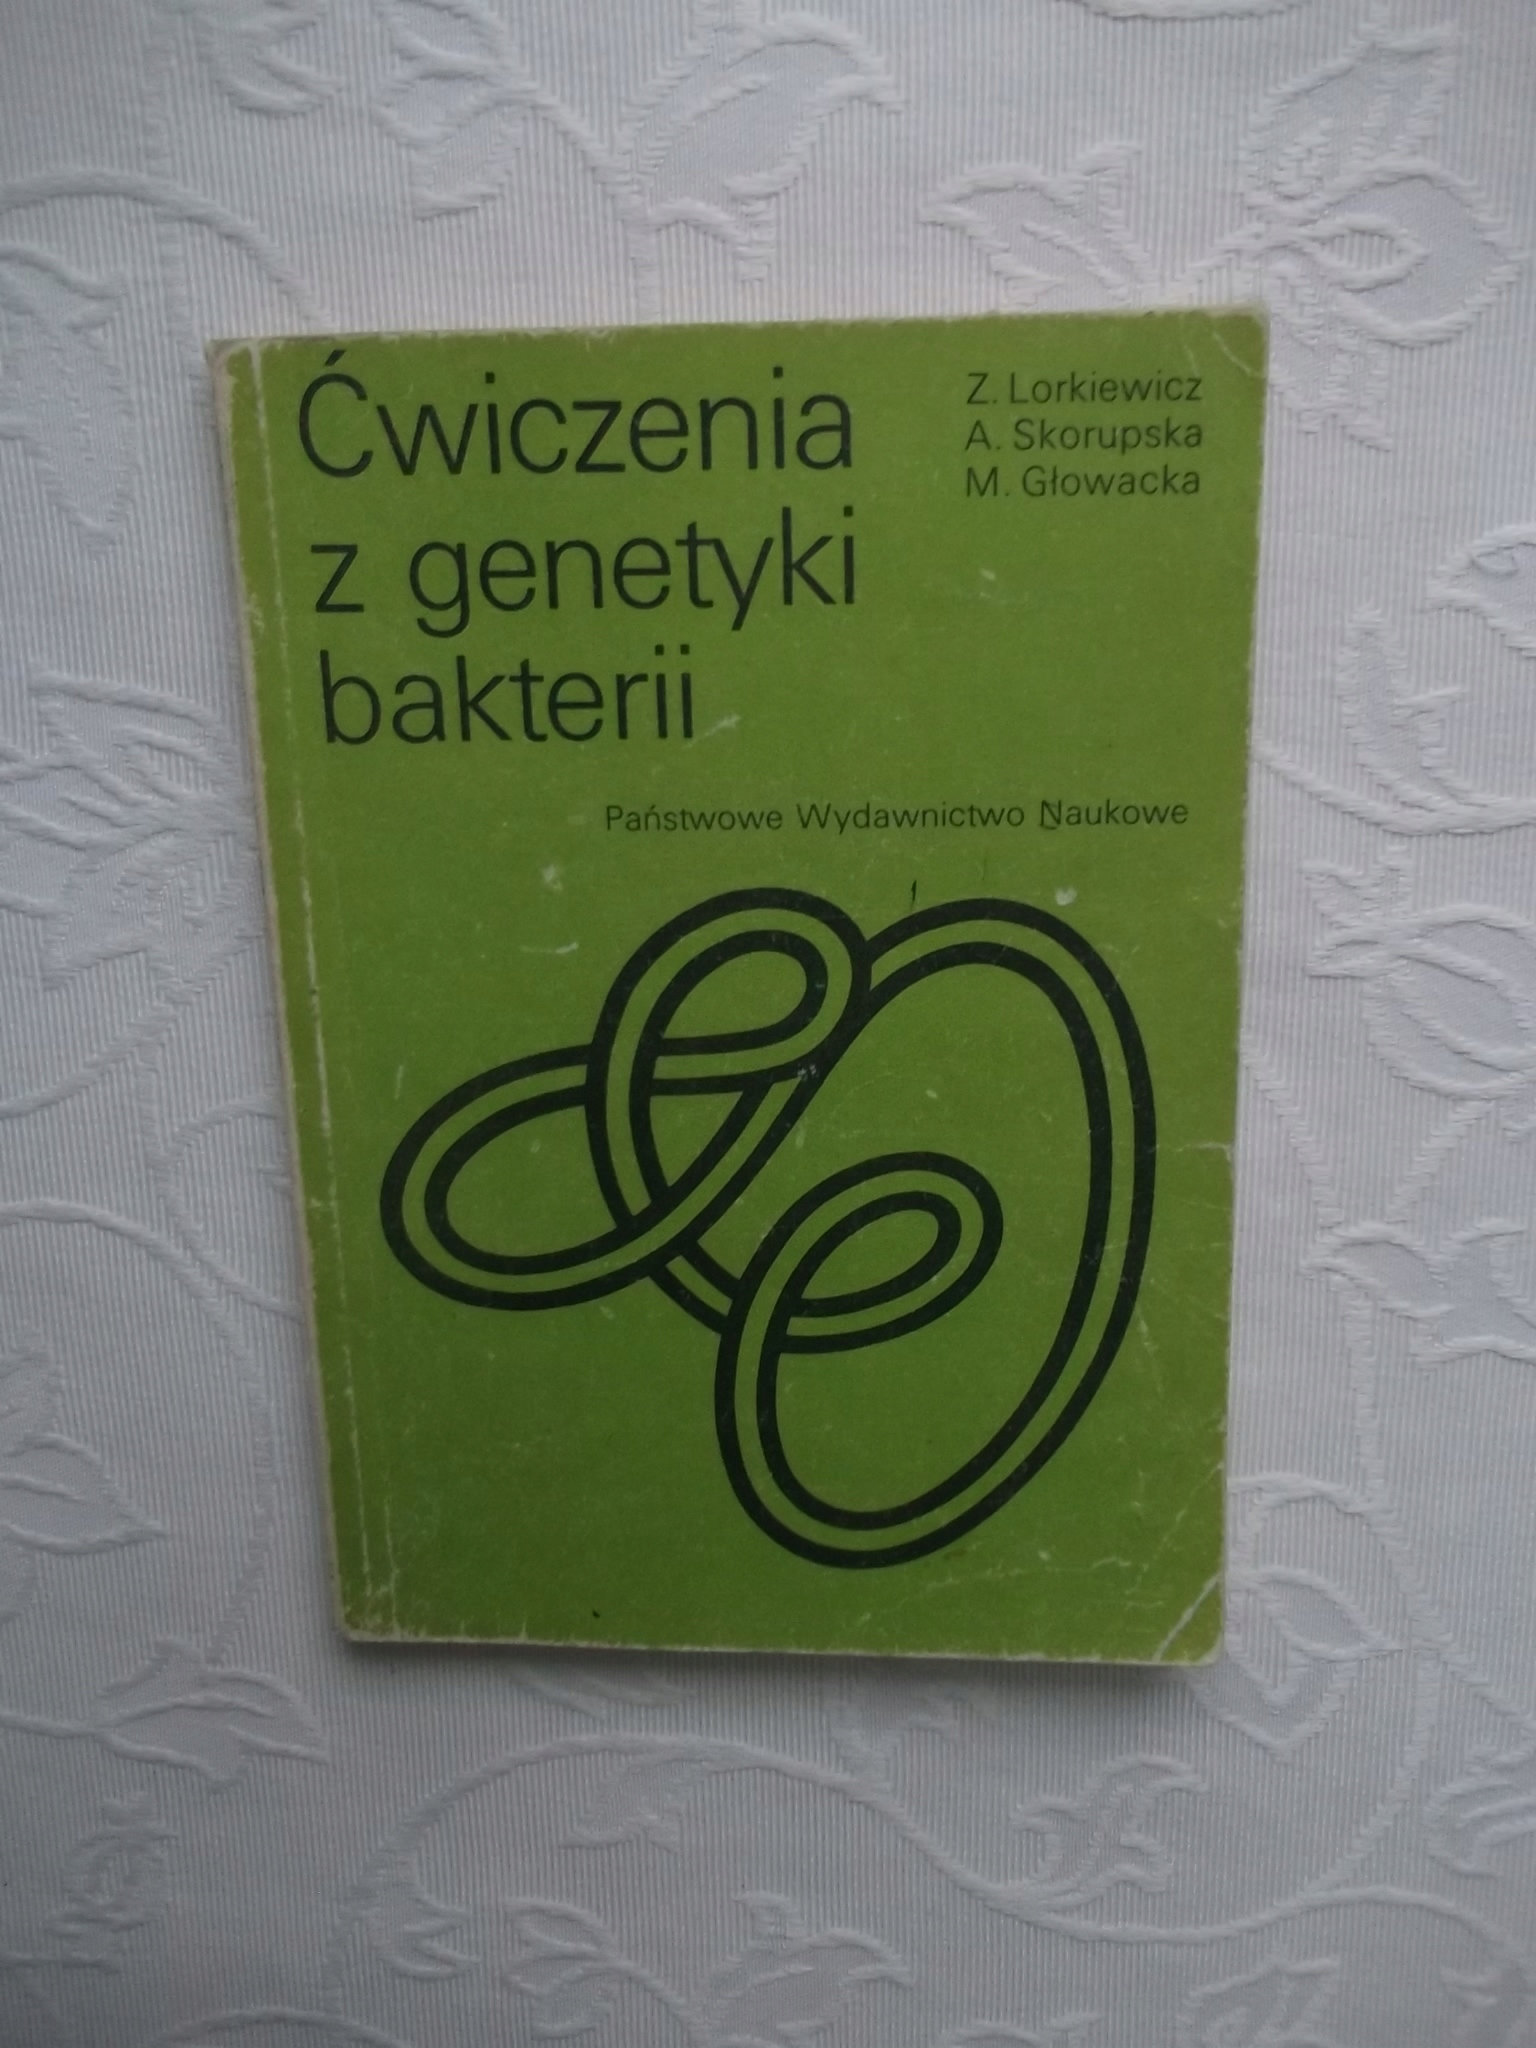 Ćwiczenia
z genetyki
bakterii
Z. Lorkiewicz
A. Skorupska
M. Głowacka
Państwowe Wydawnictwo Naukowe